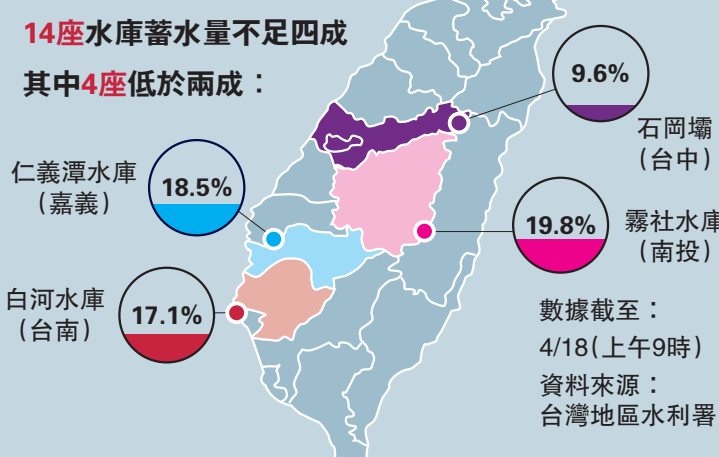 14座水庫蓄水量不足四成
其中4座低於兩成：
9.6%
石岡壩
(台中)
仁義潭水庫
(嘉義)
18.5%
19.8%
霧社水庫
(南投)
白河水庫
(台南)
17.1%
數據截至：
4/18(上午9時)
資料來源：
台灣地區水利署